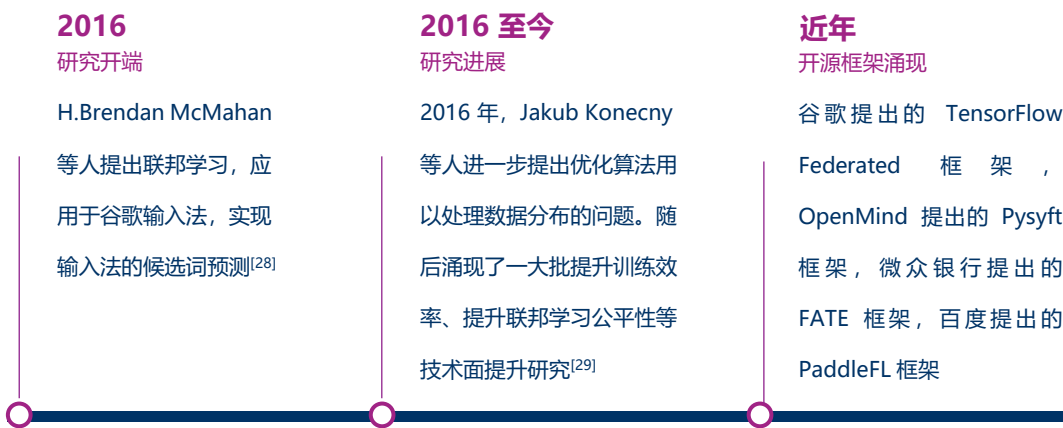 2016
研究开端
H.Brendan McMahan
等人提出联邦学习，应
用于谷歌输入法，实现
输入法的候选词预测[28]
2016 至今
研究进展
2016 年，Jakub Konecny
等人进一步提出优化算法用
以处理数据分布的问题。随
后涌现了一大批提升训练效
率、提升联邦学习公平性等
技术面提升研究[29]
近年
开源框架涌现
谷歌提出的 TensorFlow
Federated 框架，
OpenMind 提出的 Pysyft
框架，微众银行提出的
FATE 框架，百度提出的
PaddleFL 框架